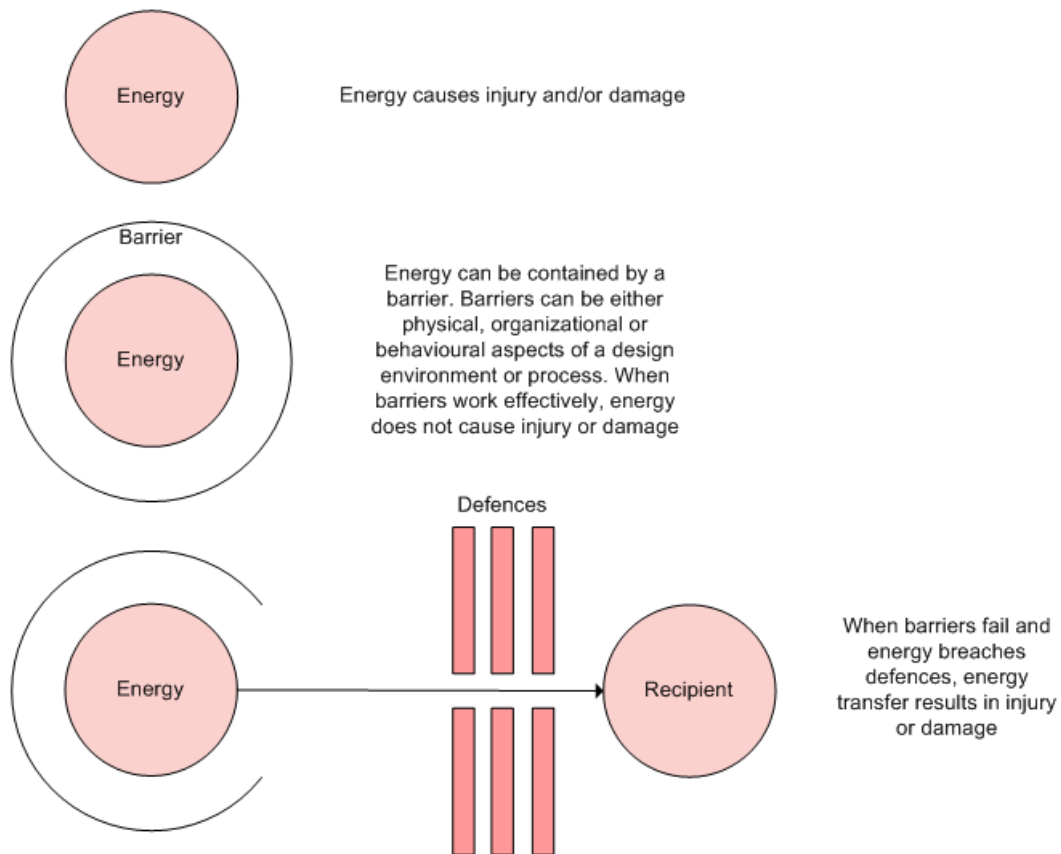 Energy
Energy causes injury and/or damage
Barrier
Energy
Energy can be contained by a
barrier. Barriers can be either
physical, organizational or
behavioural aspects of a design
environment or process. When
barriers work effectively, energy
does not cause injury or damage
Defences
Energy
Recipient
When barriers fail and
energy breaches
defences, energy
transfer results in injury
or damage